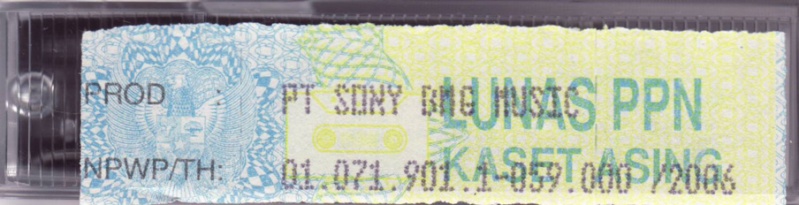 PROD : PT SONY BMG MUSIC
LUNAS PPN
KASET ASING
NPWP/TH: 01.071.901.1-059.000 /2006